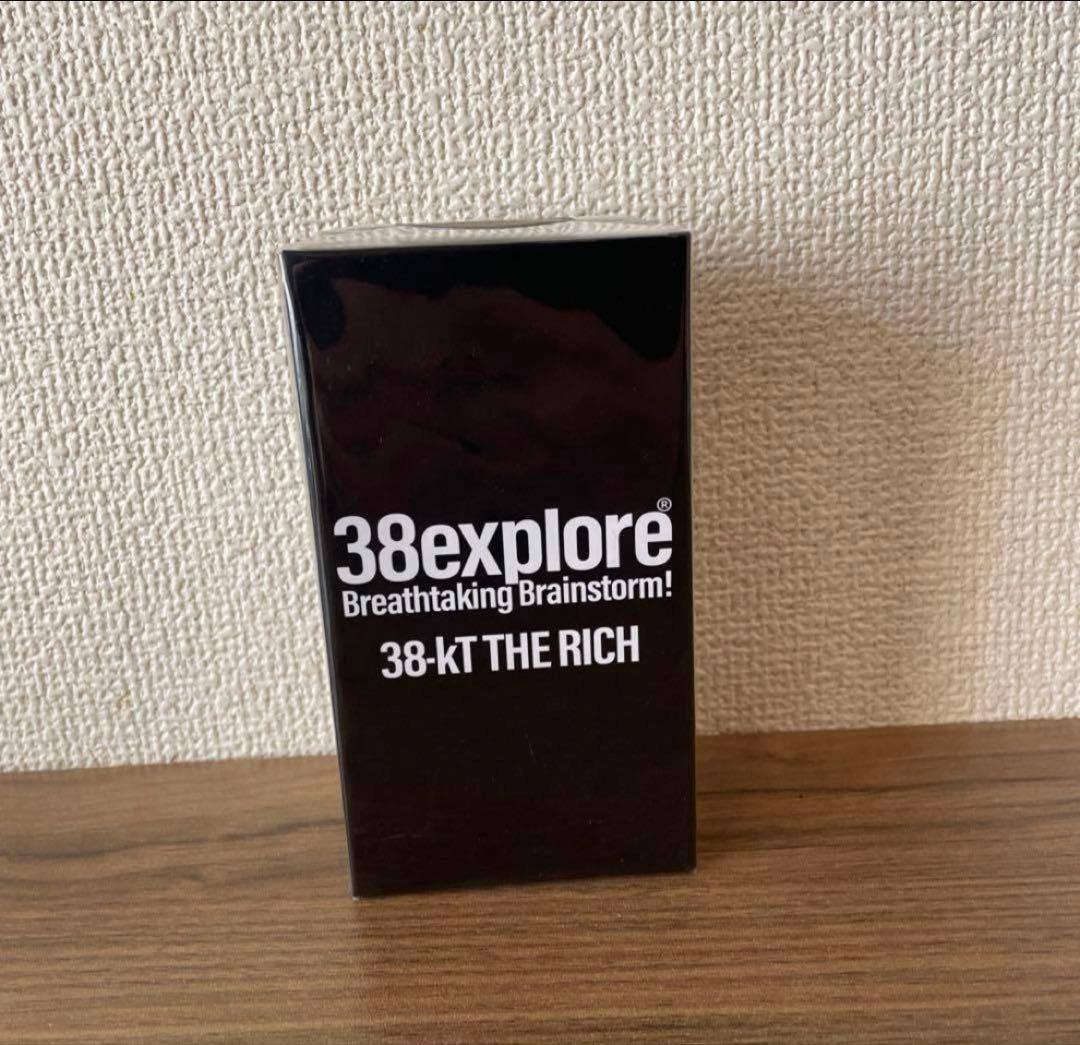 38explore®
Breathtaking Brainstorm!
38-kT THE RICH